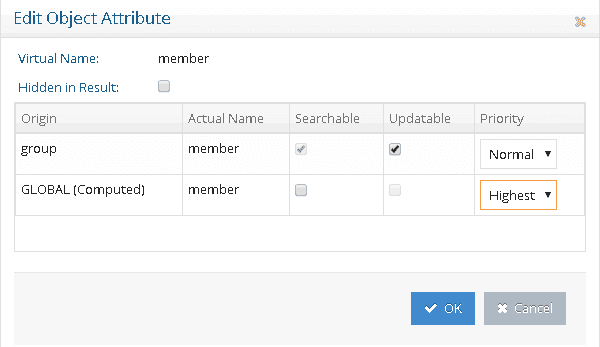 Edit Object Attribute
Virtual Name: member
Hidden in Result:
Origin Actual Name Searchable Updatable Priority
group member Normal
GLOBAL (Computed) member Highest
OK Cancel